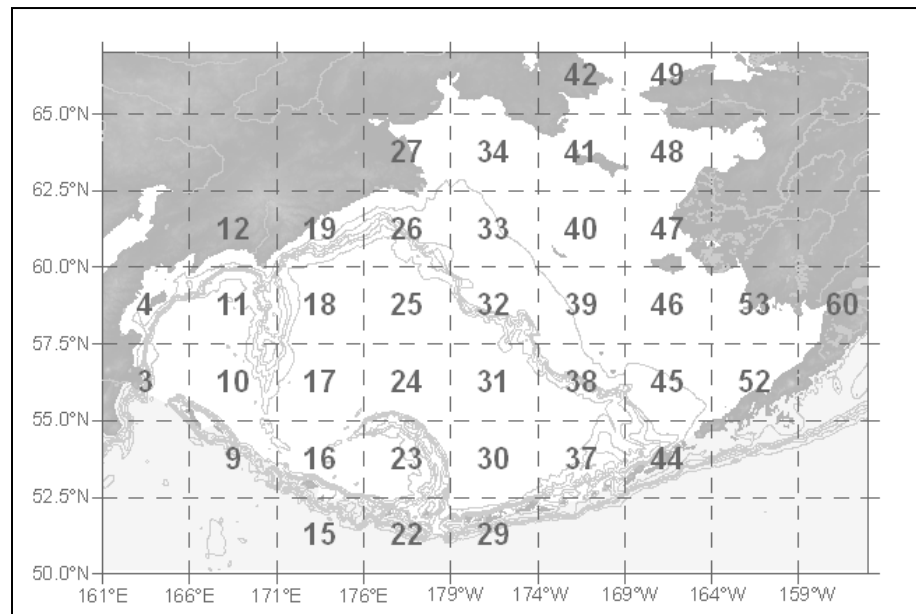 42 49
65.0°N
27 34 41 48
62.5°N
12 19 26 33 40 47
60.0°N
4 11 18 25 32 39 46 53 60
57.5°N
3 10 17 24 31 38 45 52
55.0°N
9 16 23 30 37 44
52.5°N
15 22 29
50.0°N
161°E 166°E 171°E 176°E 179°W 174°W 169°W 164°W 159°W